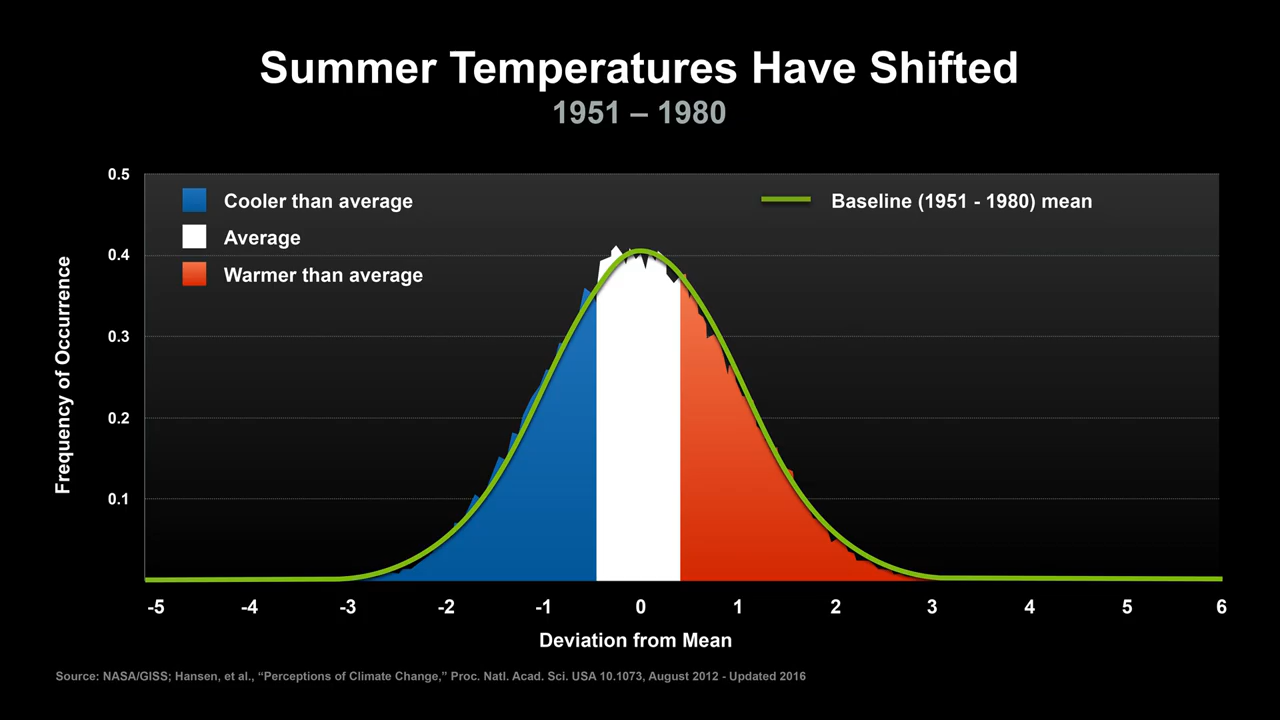 Summer Temperatures Have Shifted
1951 – 1980
0.5
Cooler than average
Baseline (1951 - 1980) mean
Average
0.4
Warmer than average
0.3
0.2
0.1
Frequency of Occurrence
-5 -4 -3 -2 -1 0 1 2 3 4 5 6
Deviation from Mean
Source: NASA/GISS; Hansen, et al., “Perceptions of Climate Change,” Proc. Natl. Acad. Sci. USA 10.1073, August 2012 - Updated 2016